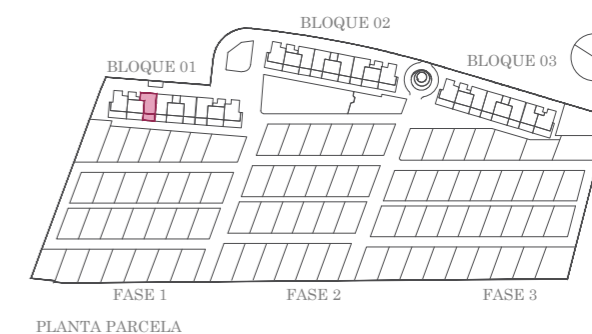 BLOQUE 02
BLOQUE 03
BLOQUE 01
FASE 1
FASE 2
FASE 3
PLANTA PARCELA